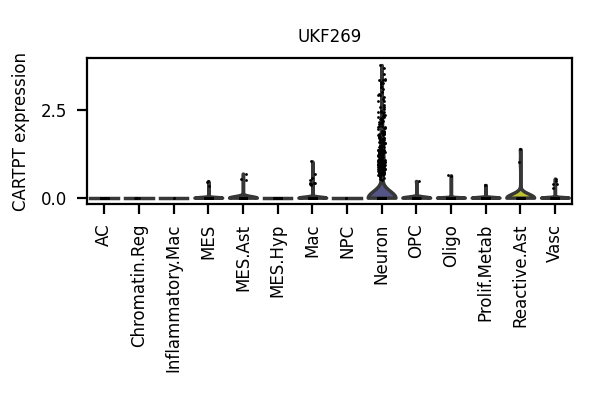 UKF269
CARTPT expression
2.5
0.0
AC
Chromatin.Reg
Inflammatory.Mac
MES
MES.Ast
MES.Hyp
Mac
NPC
Neuron
OPC
Oligo
Prolif.Metab
Reactive.Ast
Vasc